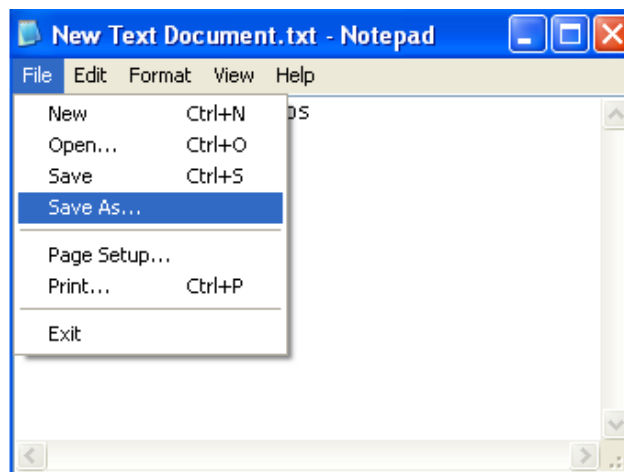 New Text Document.txt - Notepad
File Edit Format View Help
New Ctrl+N
Open... Ctrl+O
Save Ctrl+S
Save As...
Page Setup...
Print... Ctrl+P
Exit